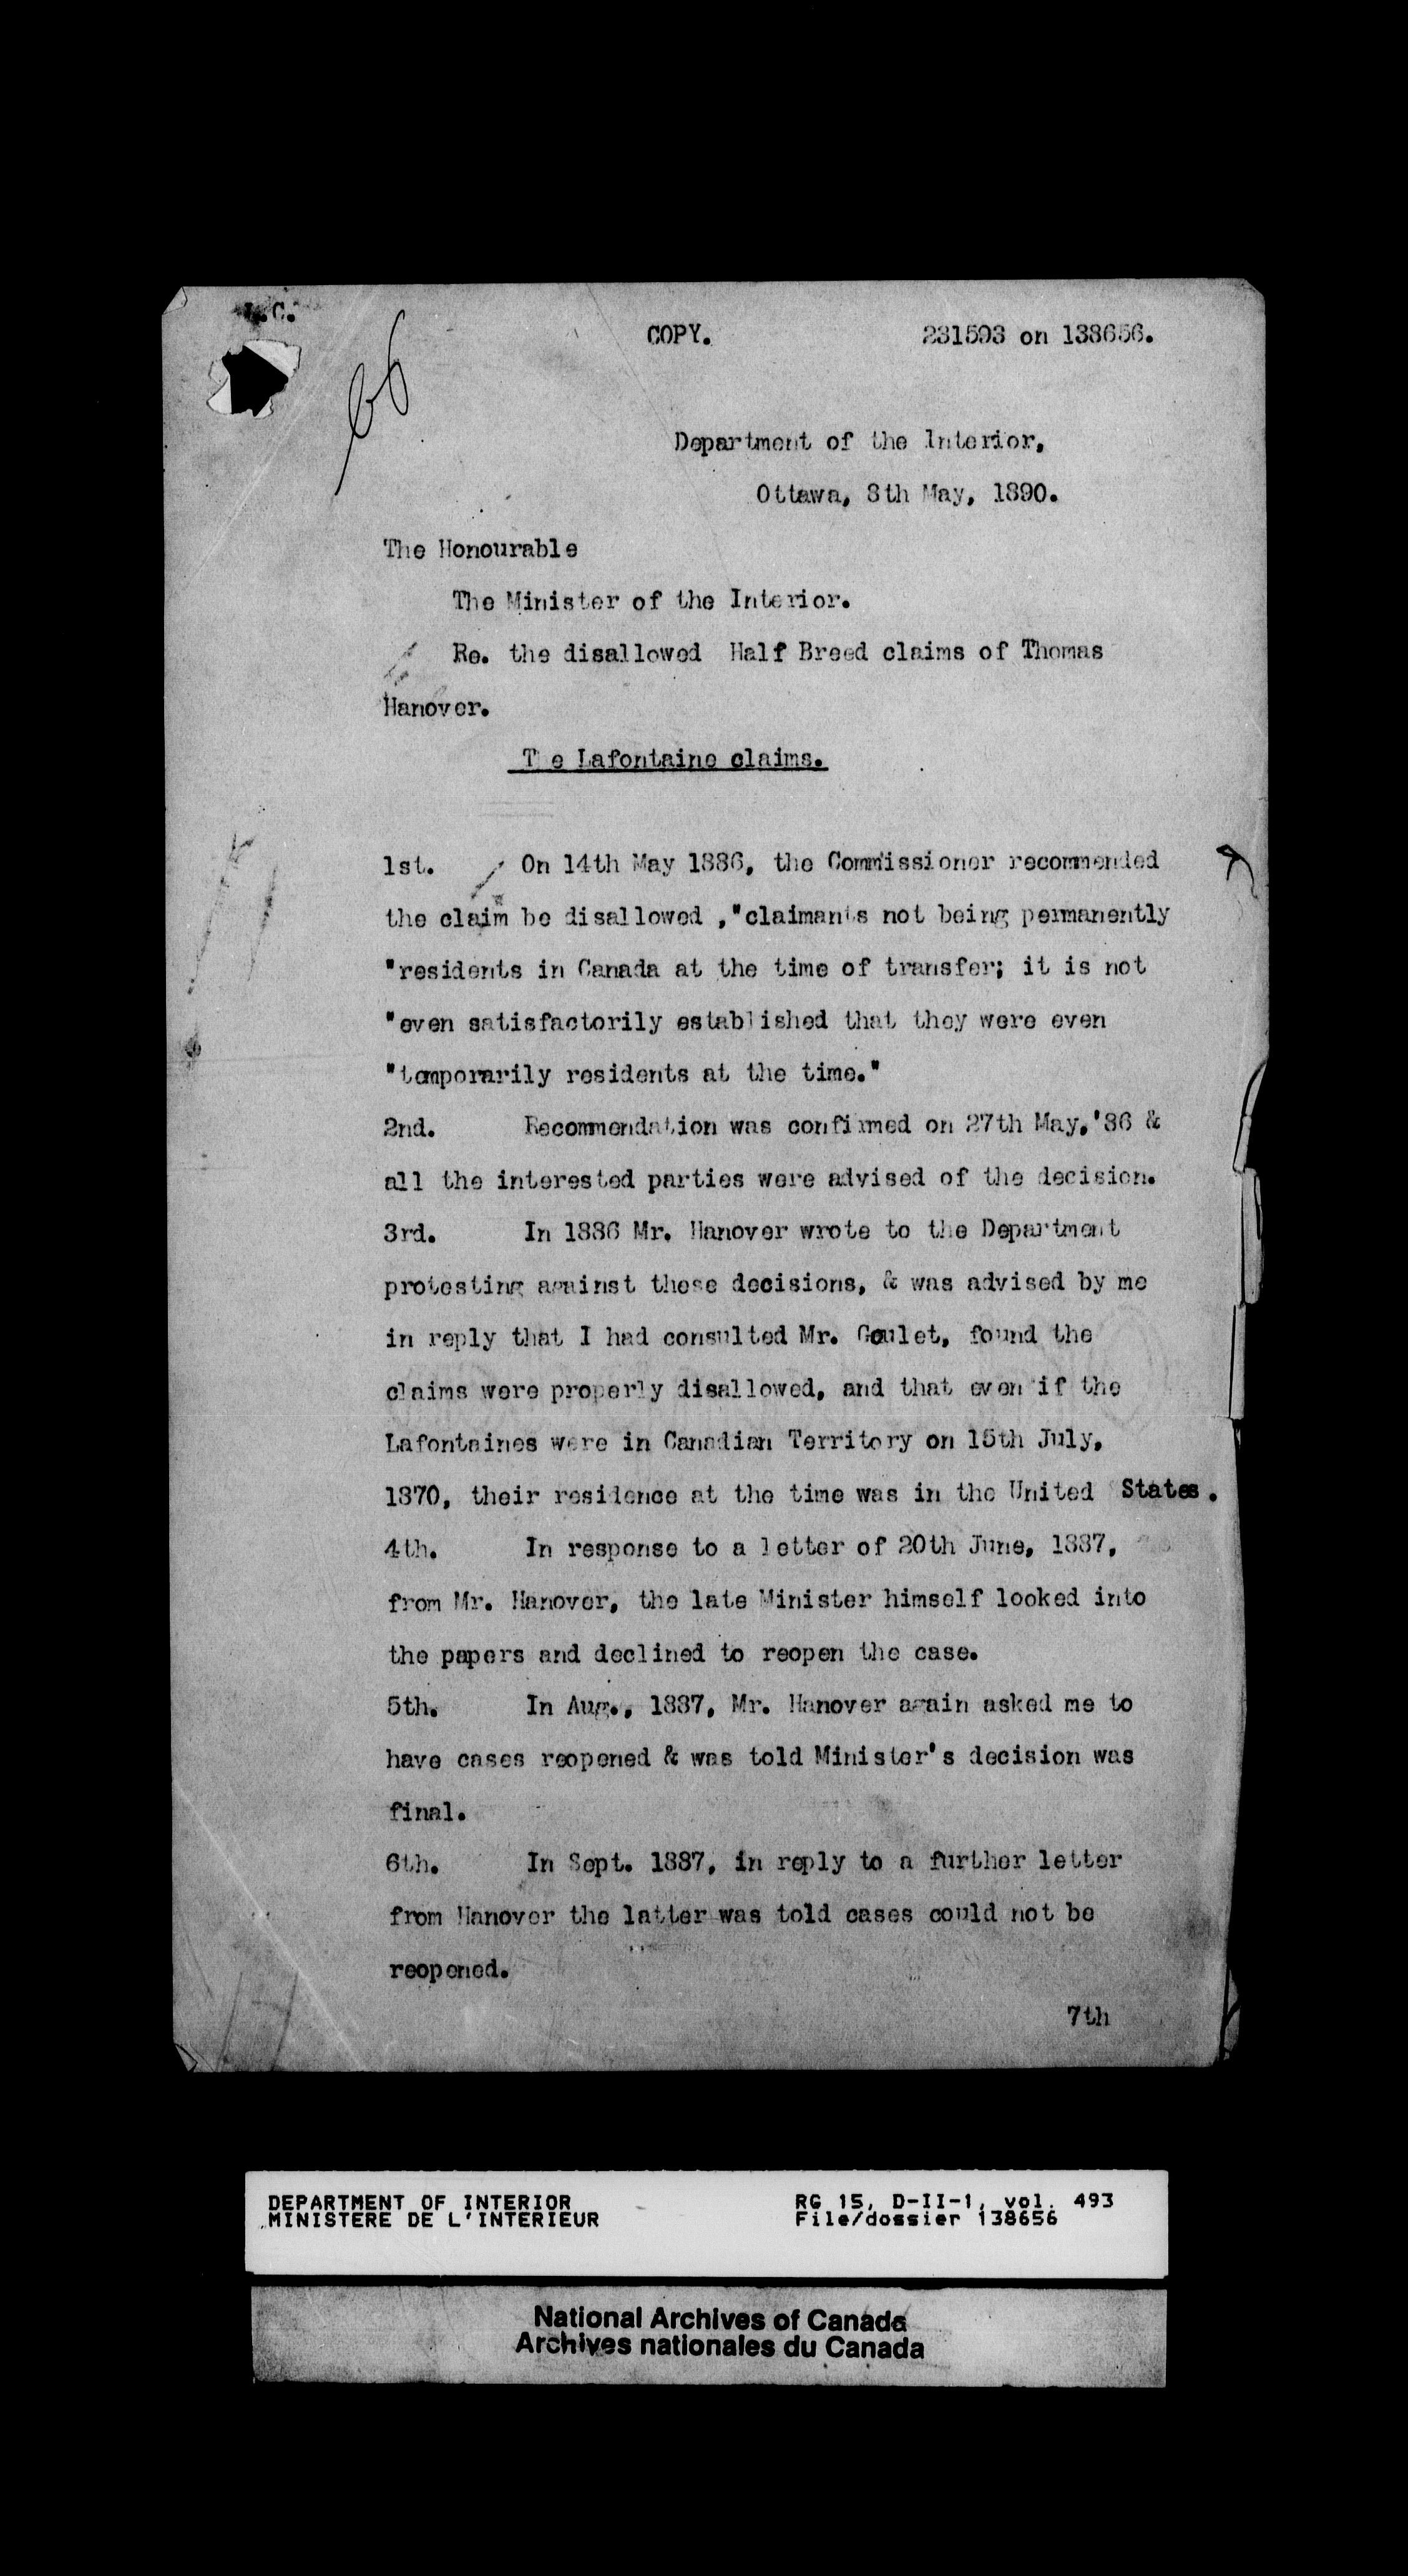 COPY. 231593 on 138656.
Department of the Interior,
Ottawa, 8th May, 1890.
The Honourable
The Minister of the Interior.
Re. the disallowed Half Breed claims of Thomas
Hanover.
T e Lafontaine claims.
1st. On 14th May 1886, the Commissioner recommended
the claim be disallowed ,"claimants not being permanently
"residents in Canada at the time of transfer; it is not
"even satisfactorily established that they were even
"temporarily residents at the time."
2nd. Recommendation was confirmed on 27th May,'86 &
all the interested parties were advised of the decision.
3rd. In 1886 Mr. Hanover wrote to the Department
protesting against these decisions, & was advised by me
in reply that I had consulted Mr. Goulet, found the
claims were properly disallowed, and that even if the
Lafontaines were in Canadian Territory on 15th July,
1870, their residence at the time was in the United States.
4th. In response to a letter of 20th June, 1887,
from Mr. Hanover, the late Minister himself looked into
the papers and declined to reopen the case.
5th. In Aug., 1887, Mr. Hanover again asked me to
have cases reopened & was told Minister's decision was
final.
6th. In Sept. 1887, in reply to a further letter
from Hanover the latter was told cases could not be
reopened.
7th
DEPARTMENT OF INTERIOR RG 15, D-II-1, vol. 493
MINISTERE DE L'INTERIEUR File/dossier 138656
National Archives of Canada
Archives nationales du Canada